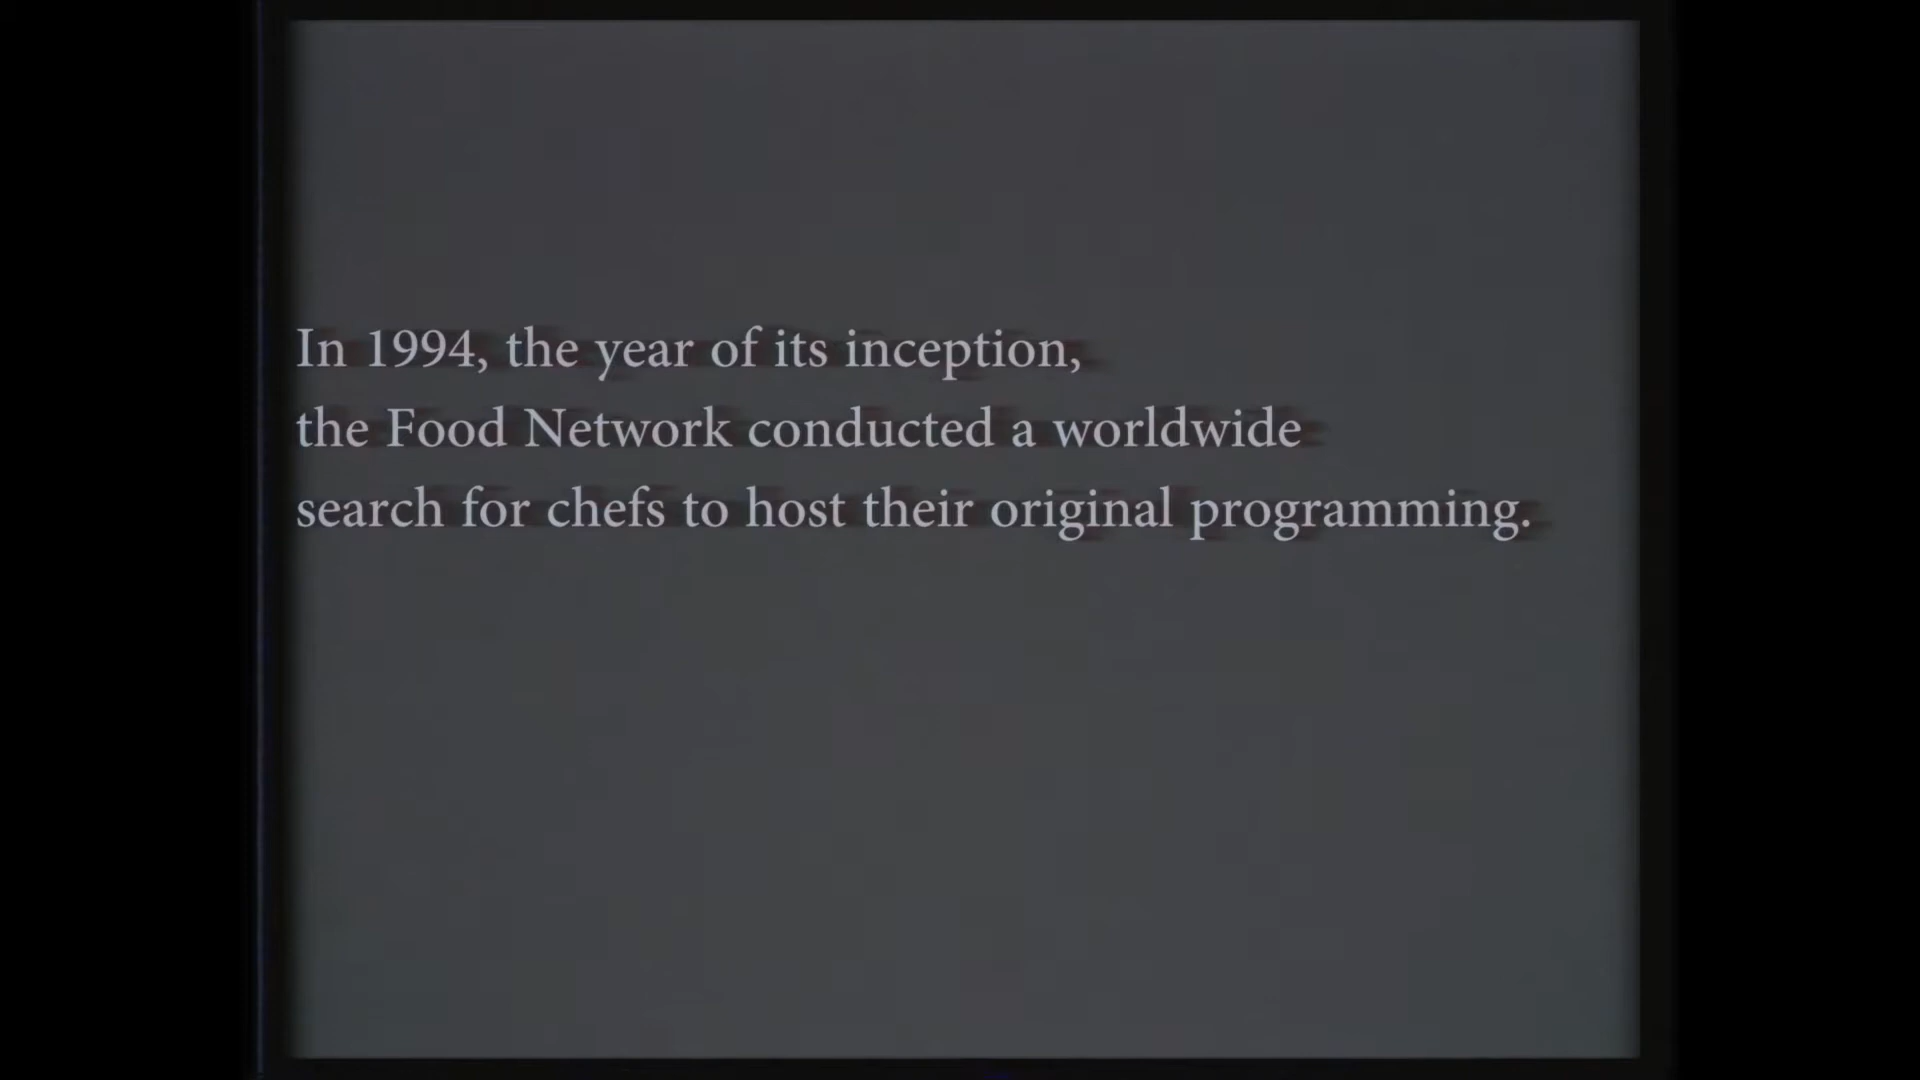 In 1994, the year of its inception,
the Food Network conducted a worldwide
search for chefs to host their original programming.